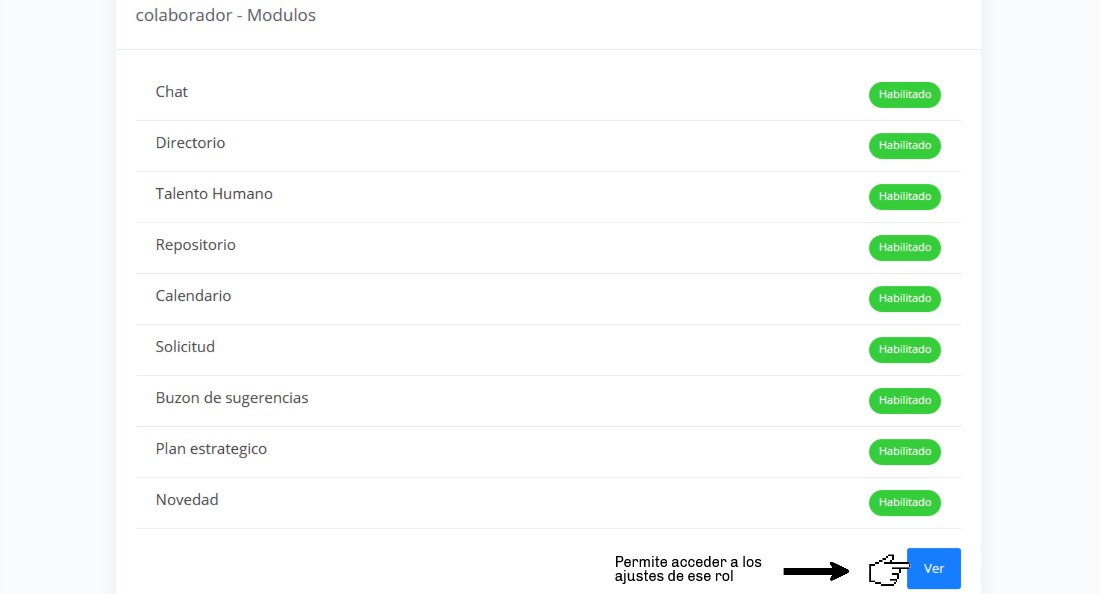 colaborador - Modulos
Chat Habilitado
Directorio Habilitado
Talento Humano Habilitado
Repositorio Habilitado
Calendario Habilitado
Solicitud Habilitado
Buzon de sugerencias Habilitado
Plan estrategico Habilitado
Novedad Habilitado
Permite acceder a los
ajustes de ese rol
Ver